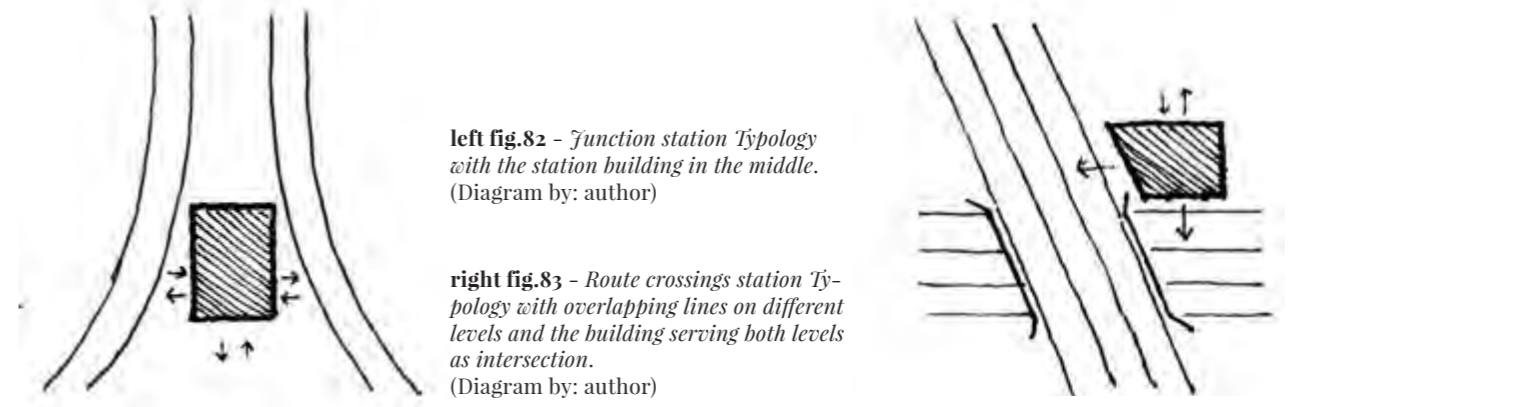 left fig.82 - Junction station Typology
with the station building in the middle.
(Diagram by: author)
right fig.83 - Route crossings station Ty-
pology with overlapping lines on different
levels and the building serving both levels
as intersection.
(Diagram by: author)